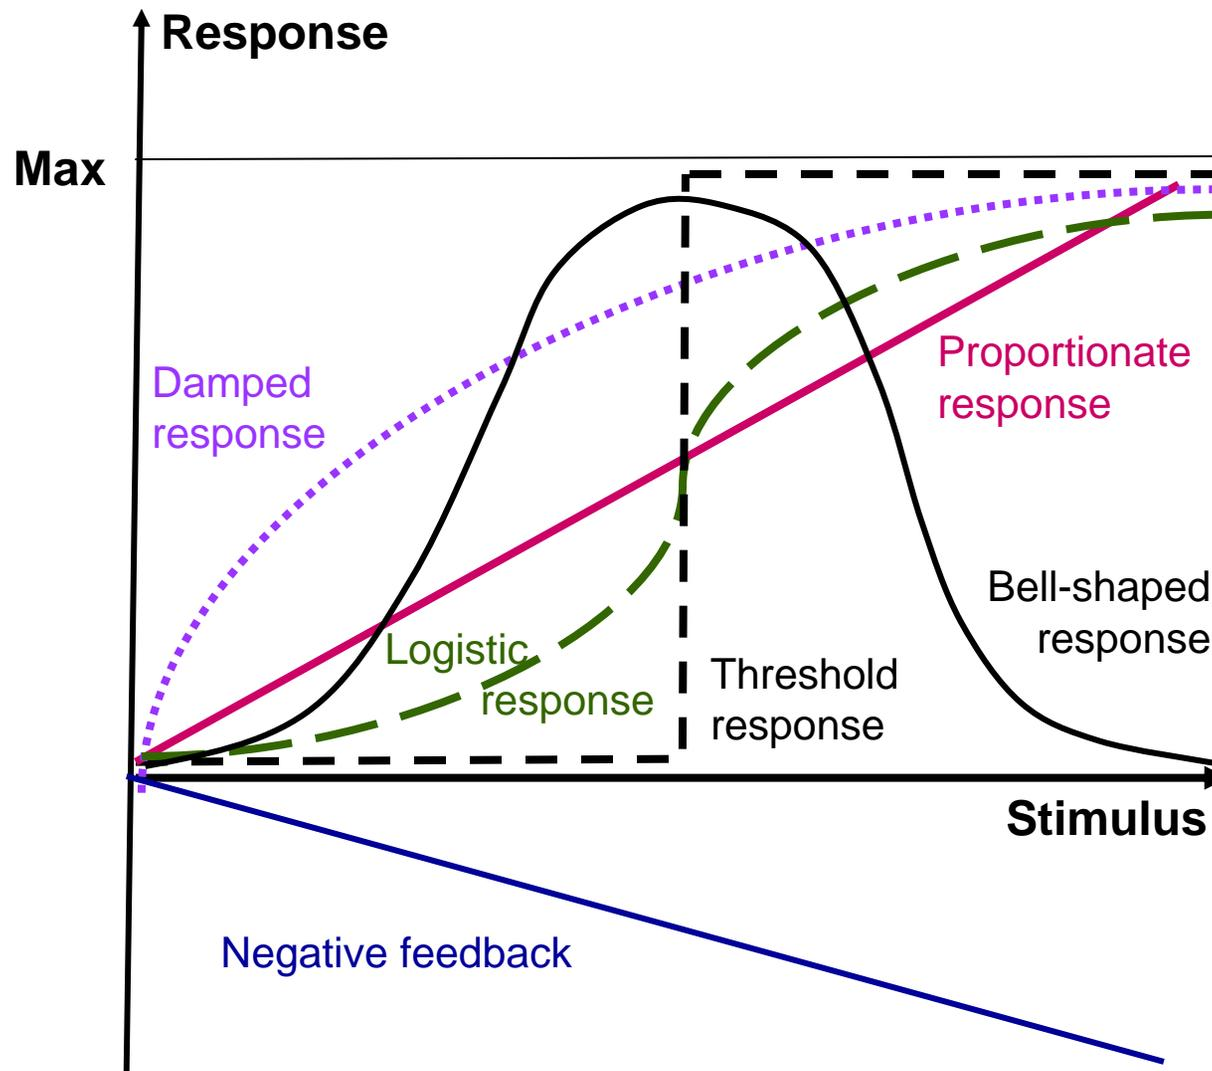 Response
Max
Damped
response
Proportionate
response
Bell-shaped
response
Logistic
response
Threshold
response
Stimulus
Negative feedback